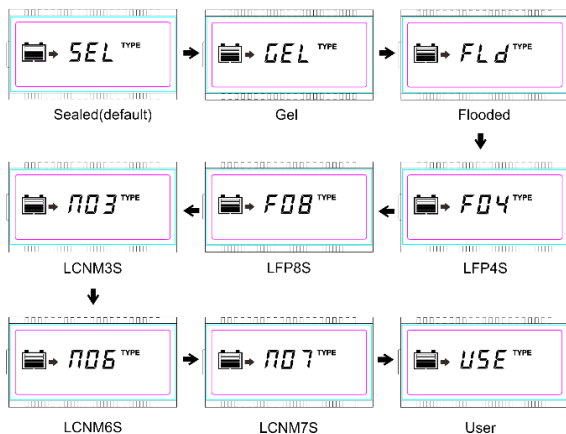 SEL TYPE GEL TYPE FLd TYPE
Sealed(default) Gel Flooded
N03 TYPE F08 TYPE F04 TYPE
LCNM3S LFP8S LFP4S
N06 TYPE N07 TYPE USE TYPE
LCNM6S LCNM7S User